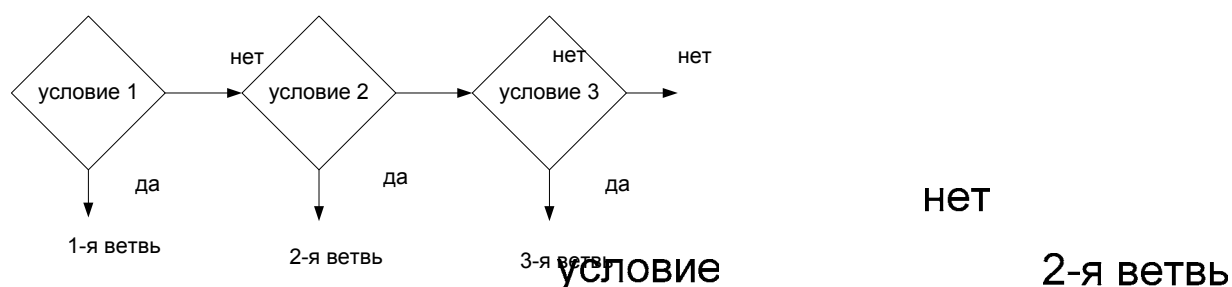 нет
нет
нет
условие 1
условие 2
условие 3
да
да
да
нет
1-я ветвь
2-я ветвь
3-я ветвь
условие
2-я ветвь